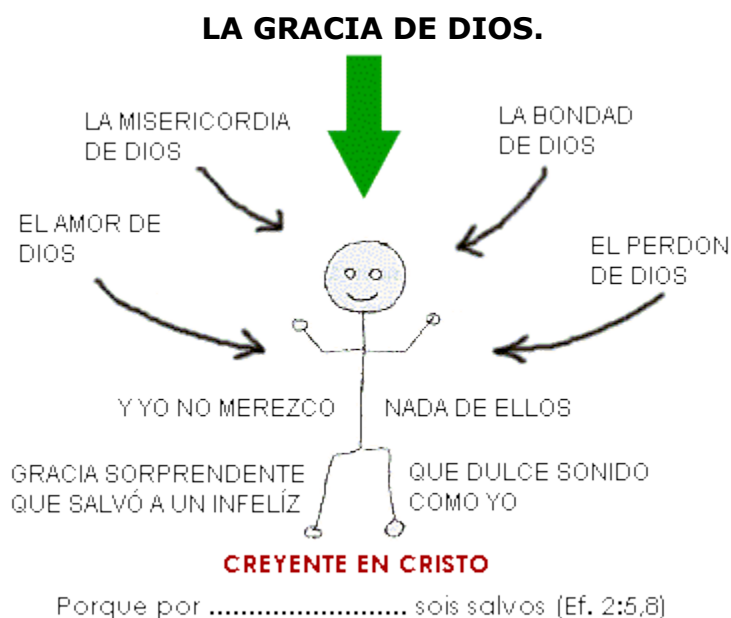 LA GRACIA DE DIOS.
LA MISERICORDIA
DE DIOS
LA BONDAD
DE DIOS
EL AMOR DE
DIOS
EL PERDON
DE DIOS
Y YO NO MEREZCO NADA DE ELLOS
GRACIA SORPRENDENTE QUE DULCE SONIDO
QUE SALVÓ A UN INFELÍZ COMO YO
CREYENTE EN CRISTO
Porque por ........................ sois salvos (Ef. 2:5,8)